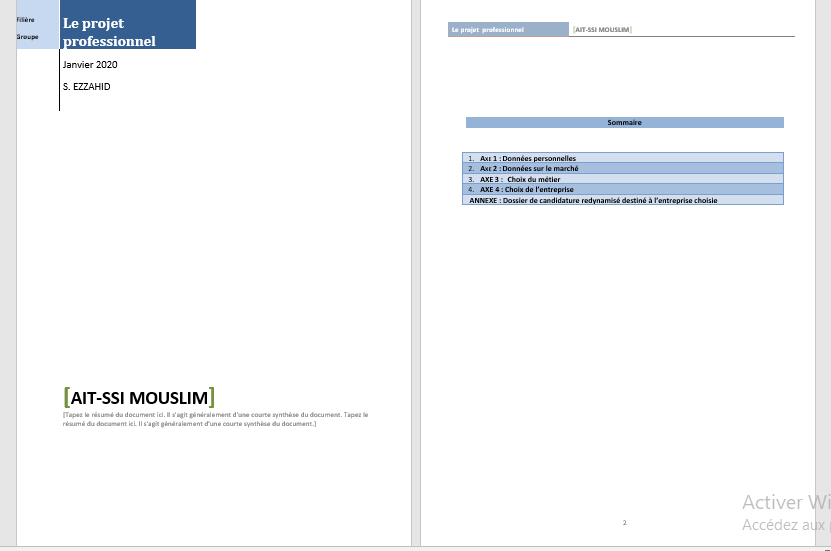 Filière
Groupe
Le projet
professionnel
Janvier 2020
S. EZZAHID
[AIT-SSI MOUSLIM]
[Tapez le résumé du document ici. Il s'agit généralement d'une courte synthèse du document. Tapez le
résumé du document ici. Il s'agit généralement d'une courte synthèse du document.]
Le projet professionnel [AIT-SSI MOUSLIM]
Sommaire
1. Axe 1 : Données personnelles
2. Axe 2 : Données sur le marché
3. AXE 3 : Choix du métier
4. AXE 4 : Choix de l'entreprise
ANNEXE : Dossier de candidature redynamisé destiné à l'entreprise choisie
2
Activer Wi
Accédez aux